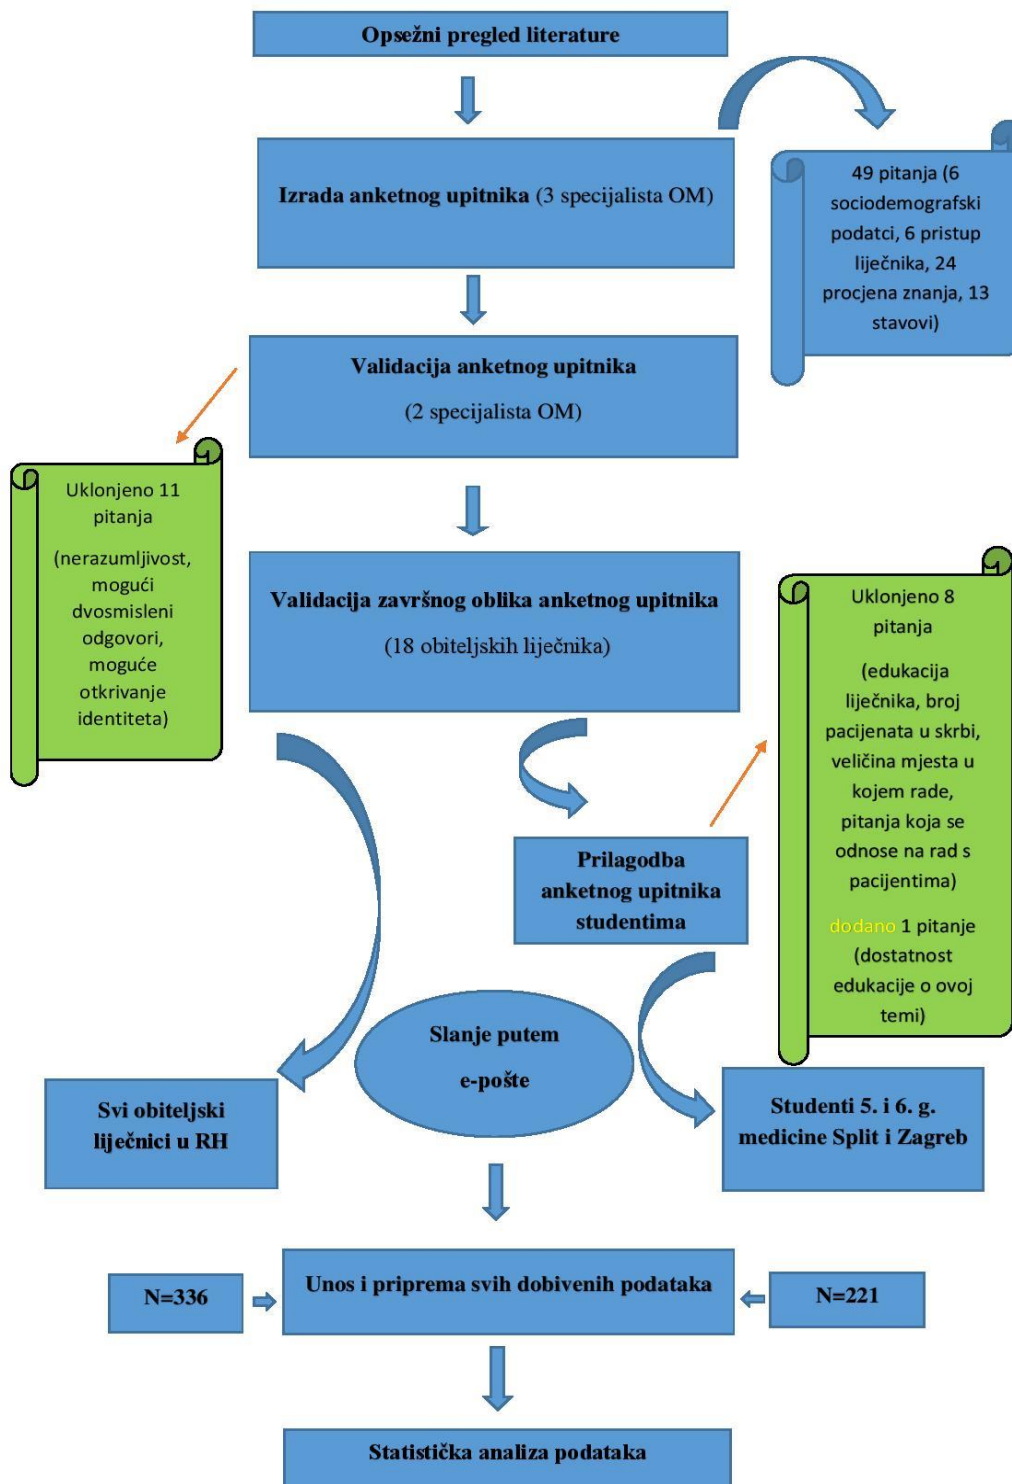 Opsežni pregled literature
Izrada anketnog upitnika (3 specijalista OM)
49 pitanja (6
sociodemografski
podatci, 6 pristup
liječnika, 24
procjena znanja, 13
stavovi)
Validacija anketnog upitnika
(2 specijalista OM)
Uklonjeno 11
pitanja
(nerazumljivost,
mogući
dvosmisleni
odgovori,
moguće
otkrivanje
identiteta)
Validacija završnog oblika anketnog upitnika
(18 obiteljskih liječnika)
Uklonjeno 8
pitanja
(edukacija
liječnika, broj
pacijenata u skrbi,
veličina mjesta u
kojem rade,
pitanja koja se
odnose na rad s
pacijentima)
dodano 1 pitanje
(dostatnost
edukacije o ovoj
temi)
Prilagodba
anketnog upitnika
studentima
Slanje putem
e-pošte
Svi obiteljski
liječnici u RH
Studenti 5. i 6. g.
medicine Split i Zagreb
N=336
Unos i priprema svih dobivenih podataka
N=221
Statistička analiza podataka